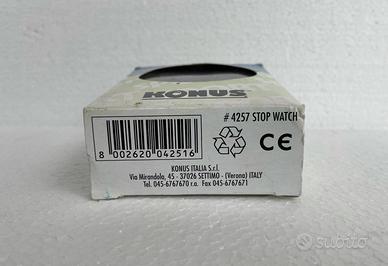 KONUS
# 4257 STOP WATCH
8 002620 042516
CE
KONUS ITALIA S.r.l.
Via Mirandola, 45 - 37026 SETTIMO - (Verona) ITALY
Tel. 045-6767670 r.a. Fax 045-6767671
subito